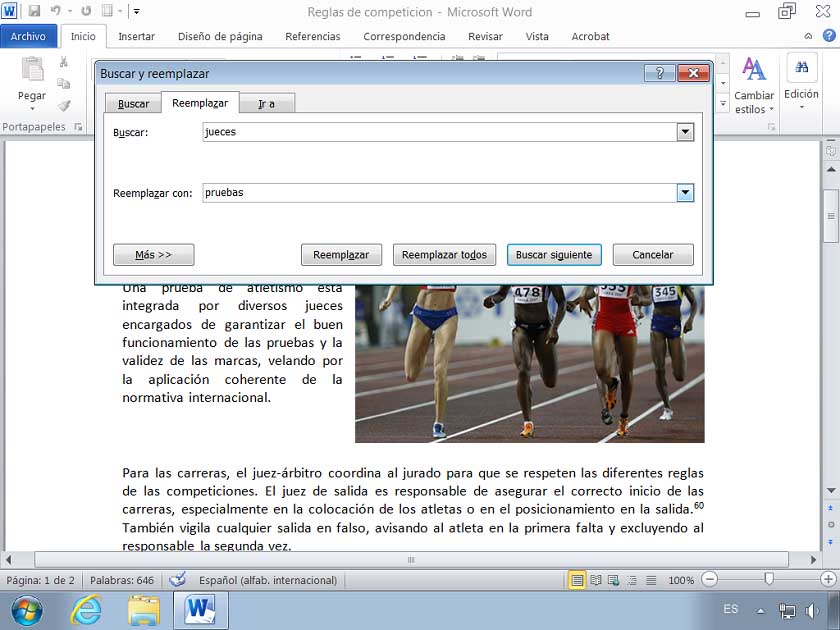 Reglas de competicion - Microsoft Word
Archivo Inicio Insertar Diseño de página Referencias Correspondencia Revisar Vista Acrobat
Pegar
Portapapeles
Cambiar estilos
Edición
Buscar y reemplazar
Buscar Reemplazar Ir a
Buscar: jueces
Reemplazar con: pruebas
Más >> Reemplazar Reemplazar todos Buscar siguiente Cancelar
Una prueba de atletismo está
integrada por diversos jueces
encargados de garantizar el buen
funcionamiento de las pruebas y la
validez de las marcas, velando por
la aplicación coherente de la
normativa internacional.
478
345
Para las carreras, el juez-árbitro coordina al jurado para que se respeten las diferentes reglas
de las competiciones. El juez de salida es responsable de asegurar el correcto inicio de las
carreras, especialmente en la colocación de los atletas o en el posicionamiento en la salida.60
También vigila cualquier salida en falso, avisando al atleta en la primera falta y excluyendo al
responsable la segunda vez.
Página: 1 de 2 Palabras: 646 Español (alfab. internacional) 100%
ES